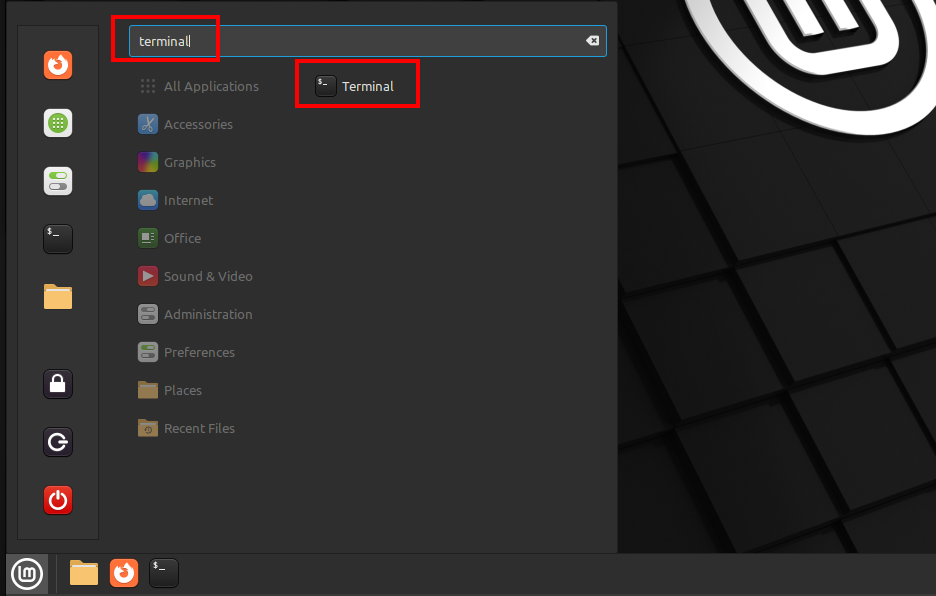 terminal
All Applications
Terminal
Accessories
Graphics
Internet
Office
Sound & Video
Administration
Preferences
Places
Recent Files
$_
$_
$_